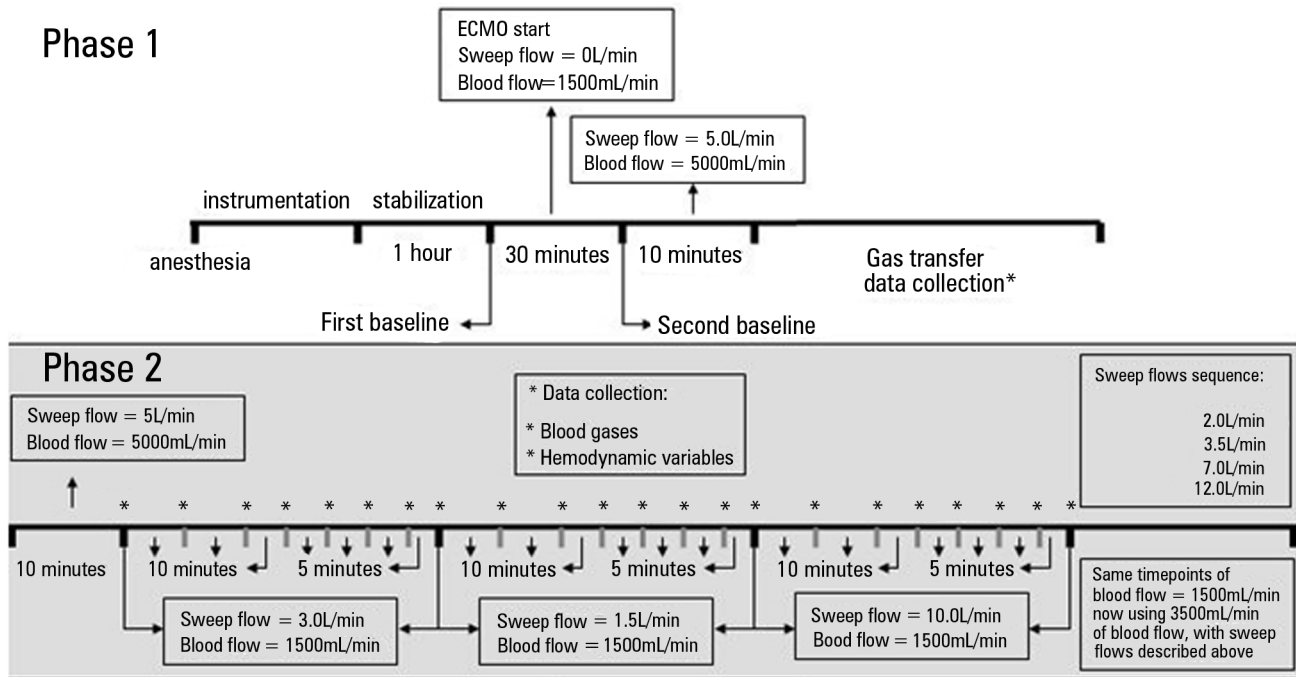 Phase 1
ECMO start
Sweep flow = 0L/min
Blood flow=1500mL/min
Sweep flow = 5.0L/min
Blood flow = 5000mL/min
instrumentation
stabilization
anesthesia
1 hour
30 minutes
10 minutes
Gas transfer
data collection*
First baseline
Second baseline
Phase 2
Sweep flow = 5L/min
Blood flow = 5000mL/min
* Data collection:
* Blood gases
* Hemodynamic variables
Sweep flows sequence:
2.0L/min
3.5L/min
7.0L/min
12.0L/min
* * * * * * * * * * * * * * * * * * *
10 minutes
10 minutes
5 minutes
10 minutes
5 minutes
10 minutes
5 minutes
Sweep flow = 3.0L/min
Blood flow = 1500mL/min
Sweep flow = 1.5L/min
Blood flow = 1500mL/min
Sweep flow = 10.0L/min
Bood flow = 1500mL/min
Same timepoints of
blood flow = 1500mL/min
now using 3500mL/min
of blood flow, with sweep
flows described above